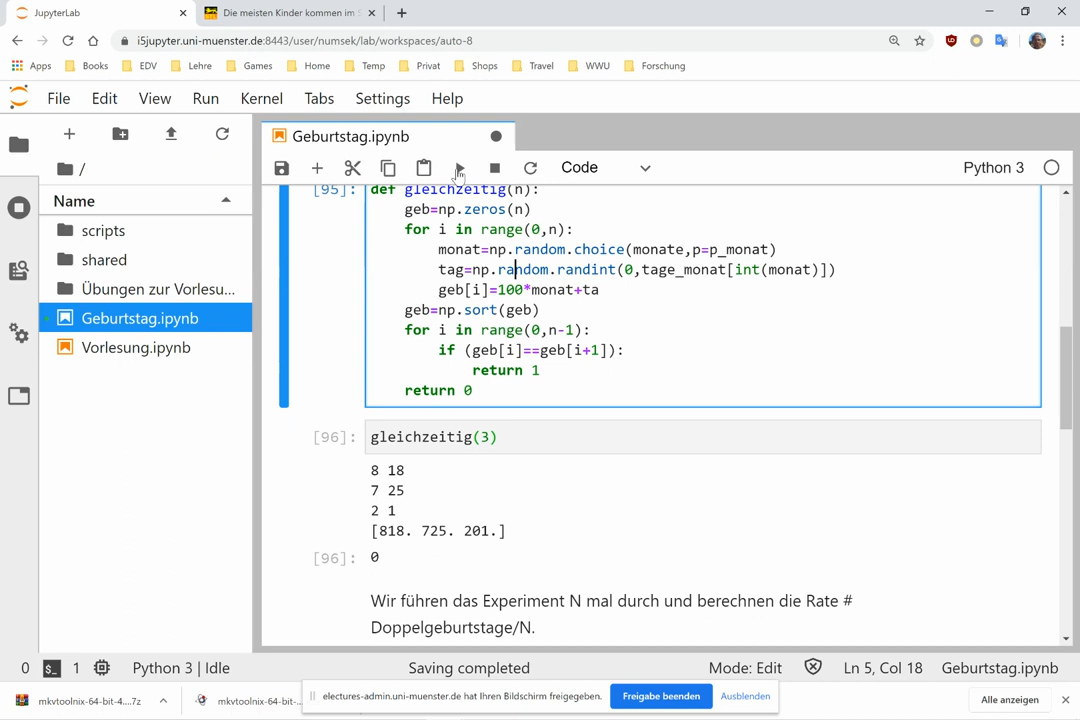 JupyterLab
Die meisten Kinder kommen im S
i5jupyter.uni-muenster.de:8443/user/numsek/lab/workspaces/auto-8
Apps Books EDV Lehre Games Home Temp Privat Shops Travel WWU Forschung
File Edit View Run Kernel Tabs Settings Help
Geburtstag.ipynb
Code
Python 3
/
Name
scripts
shared
Übungen zur Vorlesu...
Geburtstag.ipynb
Vorlesung.ipynb
[95]: def gleichzeitig(n):
geb=np.zeros(n)
for i in range(0,n):
monat=np.random.choice(monate,p=p_monat)
tag=np.random.randint(0,tage_monat[int(monat)])
geb[i]=100*monat+ta
geb=np.sort(geb)
for i in range(0,n-1):
if (geb[i]==geb[i+1]):
return 1
return 0
[96]: gleichzeitig(3)
8 18
7 25
2 1
[818. 725. 201.]
[96]: 0
Wir führen das Experiment N mal durch und berechnen die Rate #
Doppelgeburtstage/N.
0 $_ 1 Python 3 | Idle Saving completed Mode: Edit Ln 5, Col 18 Geburtstag.ipynb
mkvtoolnix-64-bit-4....7z
mkvtoolnix-64-bit-...
electures-admin.uni-muenster.de hat Ihren Bildschirm freigegeben. Freigabe beenden Ausblenden
Alle anzeigen